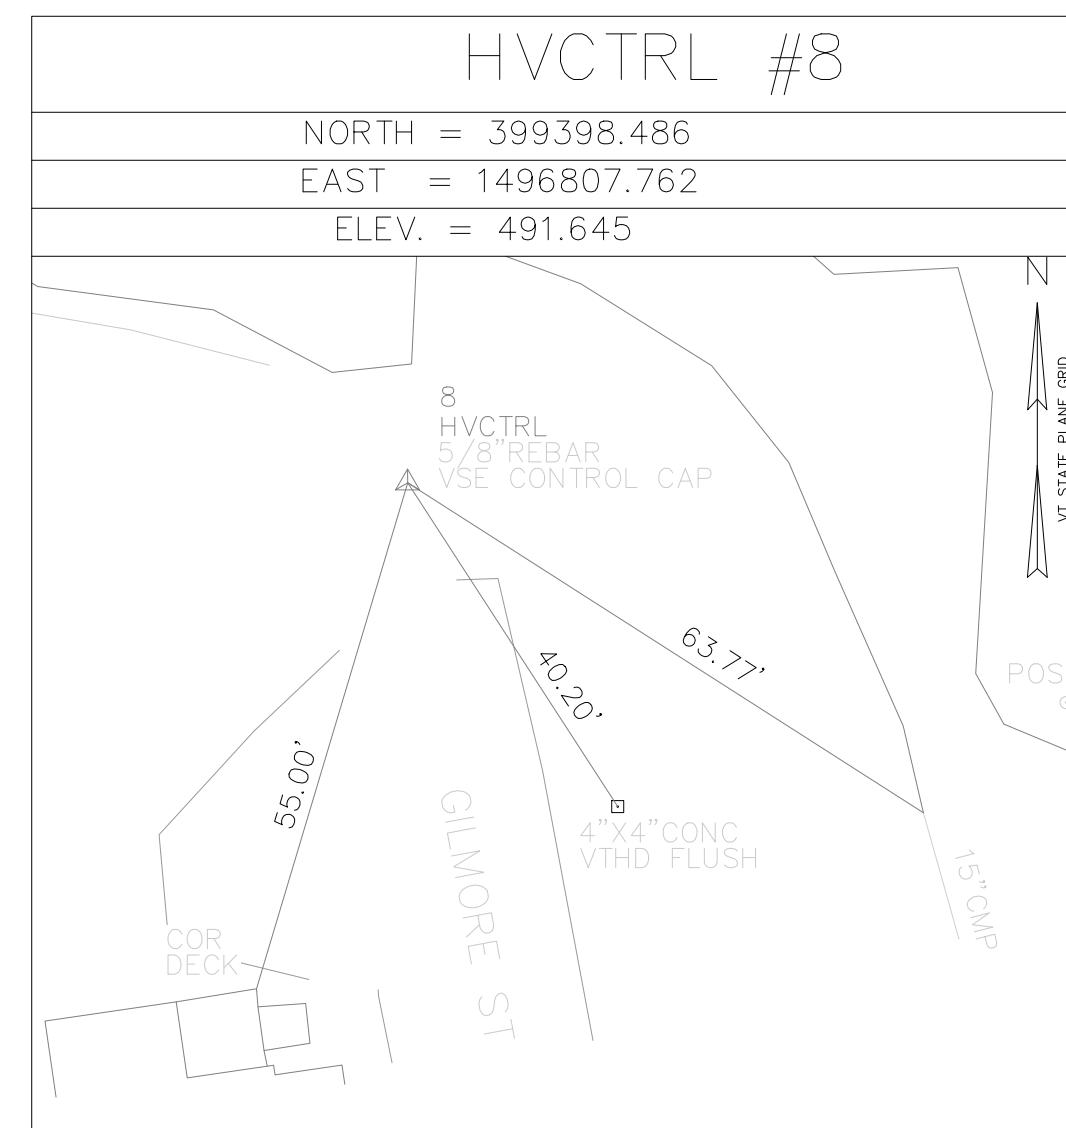 HVCTRL #8
NORTH = 399398.486
EAST = 1496807.762
ELEV. = 491.645
N
VT STATE PLANE GRID
8
HVCTRL
5/8"REBAR
VSE CONTROL CAP
63.77'
40.20'
55.00'
POS
GILMORE ST
4"X4"CONC
VTHD FLUSH
15"CMP
COR
DECK